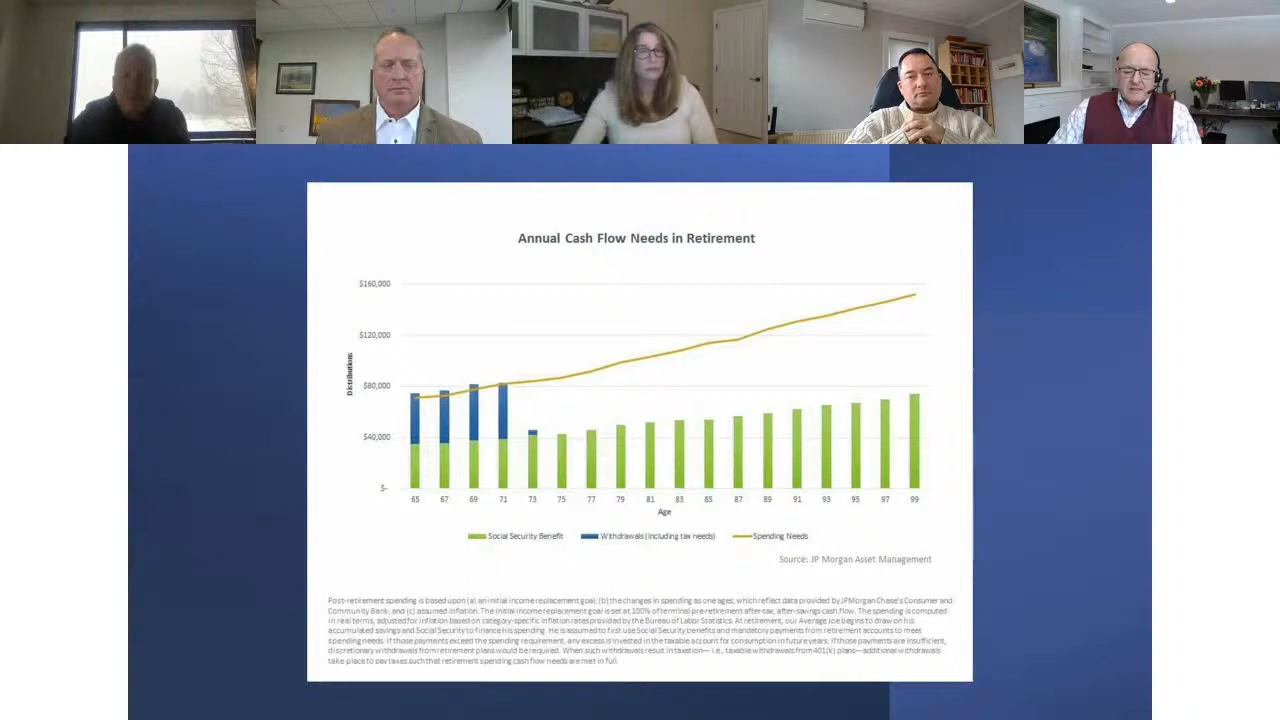 Annual Cash Flow Needs in Retirement
$160,000
$120,000
$80,000
$40,000
$-
Distributions
65 67 69 71 73 75 77 79 81 83 85 87 89 91 93 95 97 99
Age
Social Security Benefit Withdrawals (including tax needs) Spending Needs
Source: JP Morgan Asset Management
Post-retirement spending is based upon (a) an initial income replacement goal; (b) the changes in spending as one ages, which reflect data provided by JPMorgan Chase's Consumer and
Community Bank; and (c) assumed inflation. The initial income replacement goal is set at 100% of terminal pre-retirement after-tax, after-savings cash flow. The spending is computed
in real terms, adjusted for inflation based on category-specific inflation rates provided by the Bureau of Labor Statistics. At retirement, our Average Joe begins to draw on his
accumulated savings and Social Security to finance his spending. He is assumed to first use Social Security benefits and mandatory payments from retirement accounts to meet
spending needs. If those payments exceed the spending requirement, any excess is invested in the taxable account for consumption in future years. If those payments are insufficient,
discretionary withdrawals from retirement plans would be required. When such withdrawals result in taxation— i.e., taxable withdrawals from 401(k) plans—additional withdrawals
take place to pay taxes such that retirement spending cash flow needs are met in full.